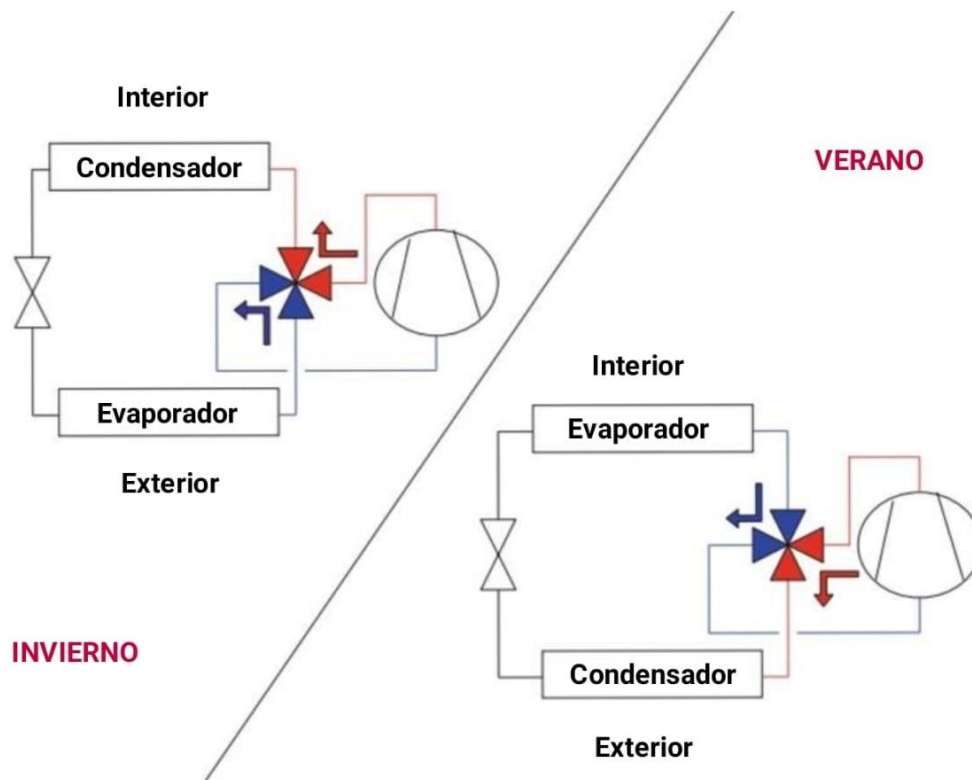 Interior
Condensador
Evaporador
Exterior
INVIERNO
VERANO
Interior
Evaporador
Condensador
Exterior